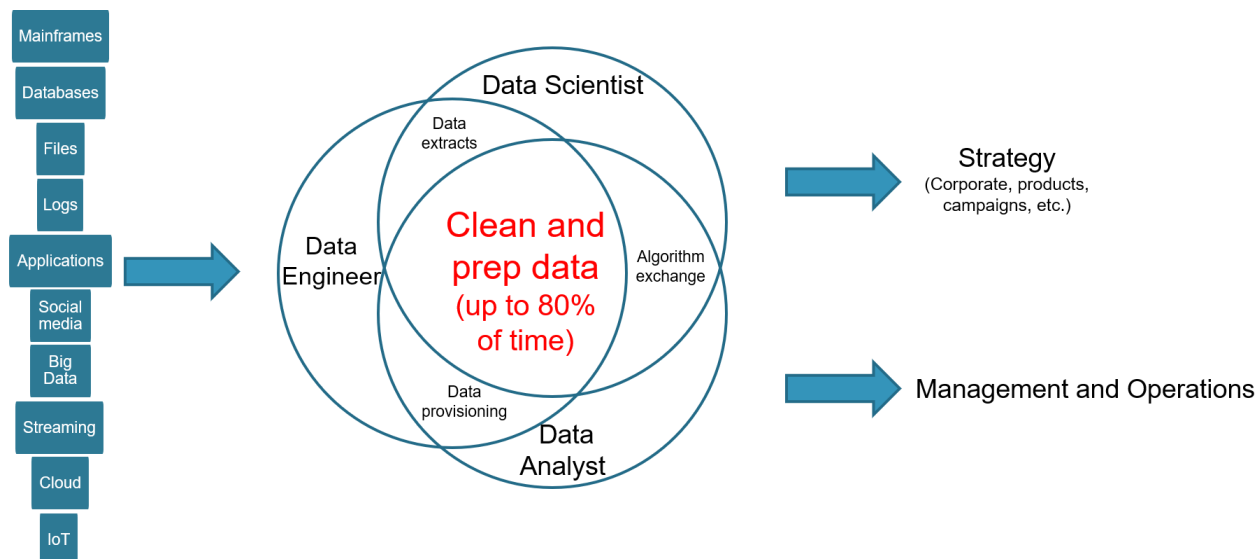 Mainframes
Databases
Files
Logs
Applications
Social
media
Big
Data
Streaming
Cloud
IoT
Data Scientist
Data
extracts
Data
Engineer
Clean and
prep data
(up to 80%
of time)
Algorithm
exchange
Data
provisioning
Data
Analyst
Strategy
(Corporate, products,
campaigns, etc.)
Management and Operations